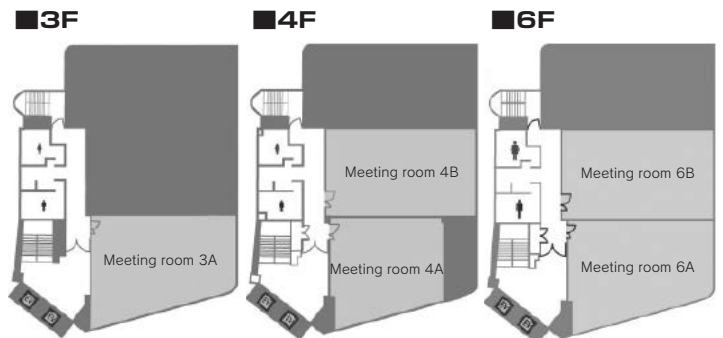 ■3F
■4F
■6F
Meeting room 3A
Meeting room 4B
Meeting room 4A
Meeting room 6B
Meeting room 6A